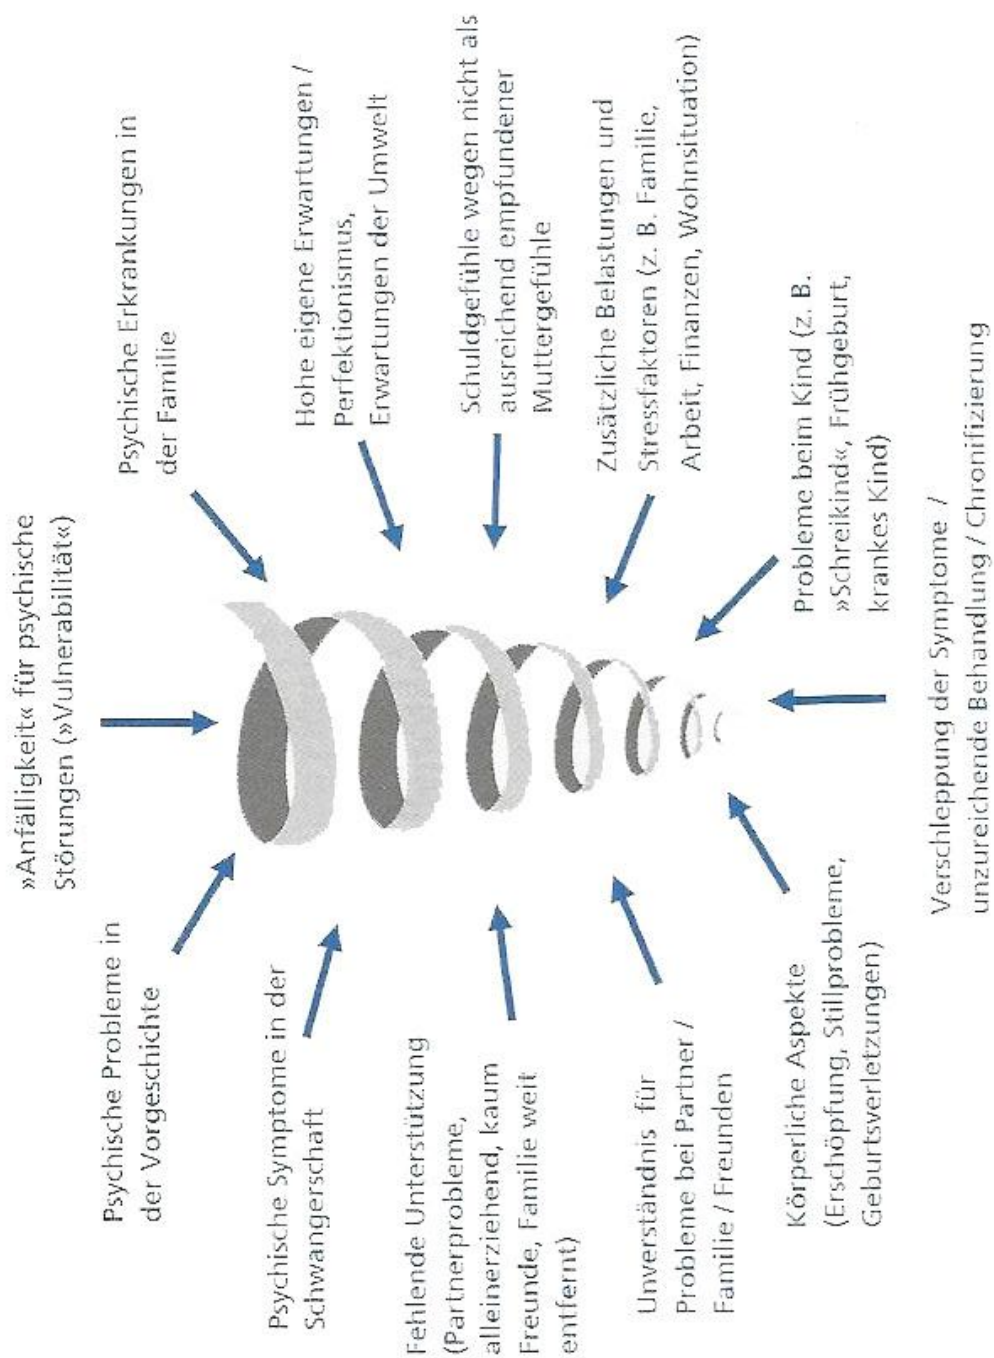 »Anfälligkeit« für psychische
Störungen (»Vulnerabilität«)
Psychische Probleme in
der Vorgeschichte
Psychische Erkrankungen in
der Familie
Psychische Symptome in der
Schwangerschaft
Hohe eigene Erwartungen /
Perfektionismus,
Erwartungen der Umwelt
Fehlende Unterstützung
(Partnerprobleme,
alleinerziehend, kaum
Freunde, Familie weit
entfernt)
Schuldgefühle wegen nicht als
ausreichend empfundener
Muttergefühle
Unverständnis für
Probleme bei Partner /
Familie / Freunden
Zusätzliche Belastungen und
Stressfaktoren (z. B. Familie,
Arbeit, Finanzen, Wohnsituation)
Körperliche Aspekte
(Erschöpfung, Stillprobleme,
Geburtsverletzungen)
Probleme beim Kind (z. B.
»Schreikind«, Frühgeburt,
krankes Kind)
Verschleppung der Symptome /
unzureichende Behandlung / Chronifizierung